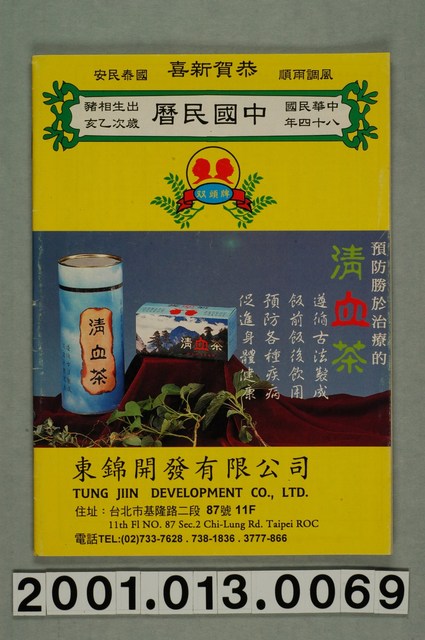 恭賀新喜
國泰民安
風調雨順
中國民曆
出生相豬
歲次乙亥
中華民國
八十四年
双頭牌
預防勝於治療的
清血茶
遵循古法製成
飯前飯後飲用
預防各種疾病
促進身體健康
清血茶
清血茶
東錦開發有限公司
TUNG JIIN DEVELOPMENT CO., LTD.
住址：台北市基隆路二段 87號 11F
11th Fl NO. 87 Sec.2 Chi-Lung Rd. Taipei ROC
電話TEL:(02)733-7628 . 738-1836 . 3777-866
2001.013.0069